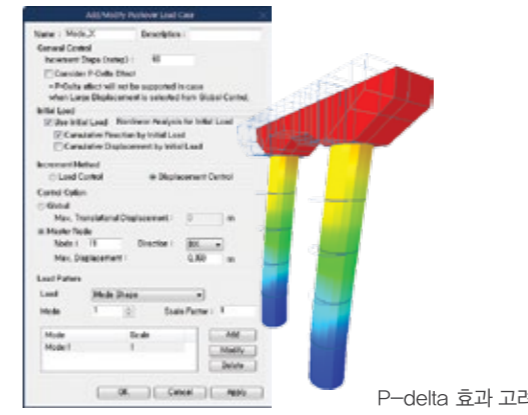 Add/Modify Pushover Load Case
Name : Mode_X Description :
General Control
Increment Steps (nstep) : 60
Consider P-Delta Effect
- P-Delta effect will not be supported in case
when Large Displacement is selected from Global Control.
Initial Load
Use Initial Load Nonlinear Analysis for Initial Load
Cumulative Reaction by Initial Load
Cumulative Displacement by Initial Load
Increment Method
Load Control Displacement Control
Control Option
Global
Max. Translational Displacement : 0 m
Master Node
Node : Direction : DX
Max. Displacement : m
Load Pattern
Load Mode Shape
Mode 1 Scale Factor : 1
Mode Scale Add
Mode1 1 Modify
Delete
OK Cancel Apply
P-delta 효과 고려